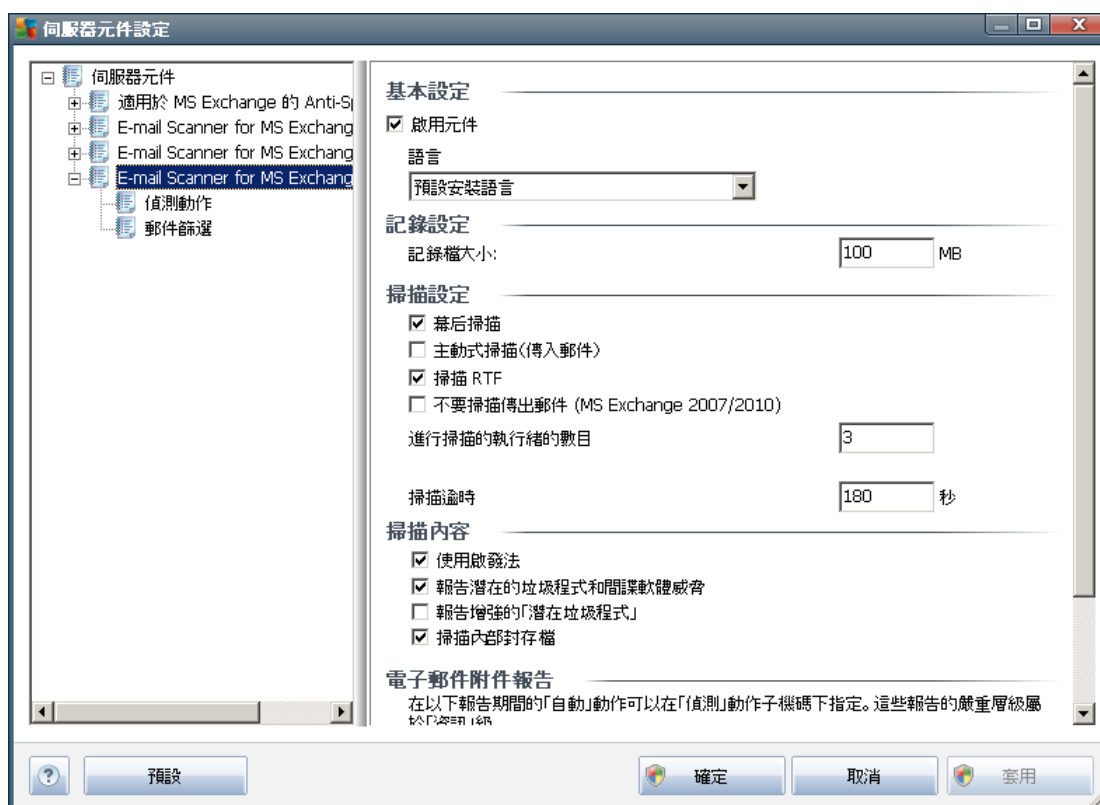 伺服器元件設定
伺服器元件
適用於 MS Exchange 的 Anti-S
E-mail Scanner for MS Exchang
E-mail Scanner for MS Exchang
E-mail Scanner for MS Exchang
偵測動作
郵件篩選
基本設定
啟用元件
語言
預設安裝語言
記錄設定
記錄檔大小:
100 MB
掃描設定
幕后掃描
主動式掃描(傳入郵件)
掃描 RTF
不要掃描傳出郵件 (MS Exchange 2007/2010)
進行掃描的執行緒的數目
3
掃描逾時
180 秒
掃描內容
使用啟發法
報告潛在的垃圾程式和間諜軟體威脅
報告增強的「潛在垃圾程式」
掃描內部封存檔
電子郵件附件報告
在以下報告期間的「自動」動作可以在「偵測」動作子機碼下指定。這些報告的嚴重層級屬
於「資訊」級
?
預設
確定
取消
套用